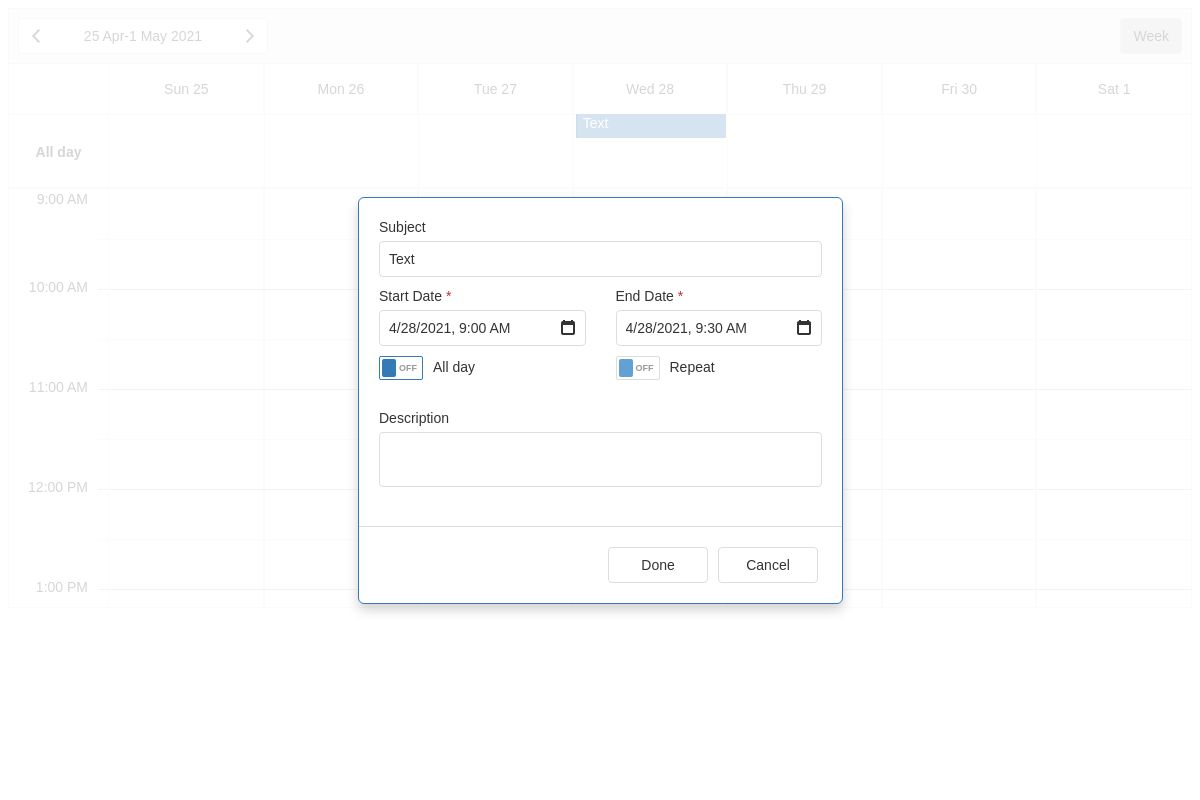 25 Apr-1 May 2021
Week
Sun 25 Mon 26 Tue 27 Wed 28 Thu 29 Fri 30 Sat 1
All day
Text
9:00 AM
10:00 AM
11:00 AM
12:00 PM
1:00 PM
Subject
Text
Start Date * End Date *
4/28/2021, 9:00 AM 4/28/2021, 9:30 AM
OFF All day OFF Repeat
Description
Done Cancel